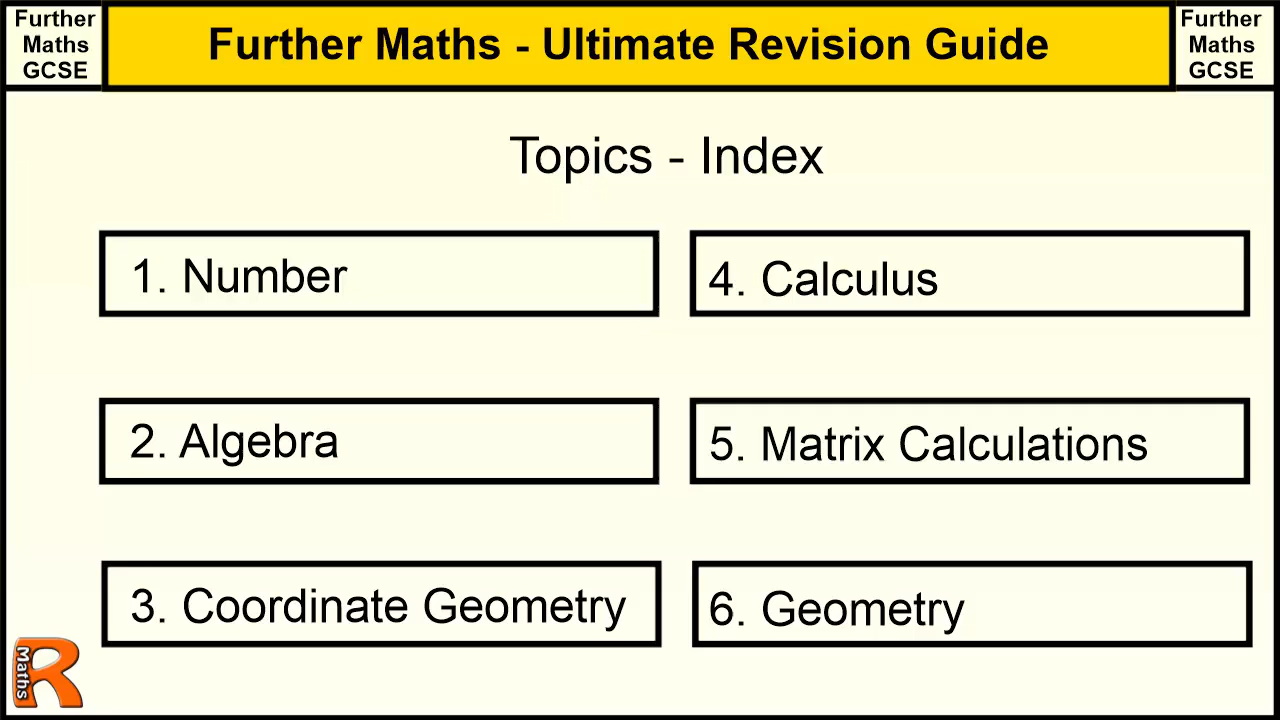 Further
Maths
GCSE
Further Maths - Ultimate Revision Guide
Further
Maths
GCSE
Topics - Index
1. Number
4. Calculus
2. Algebra
5. Matrix Calculations
3. Coordinate Geometry
6. Geometry
R
Maths